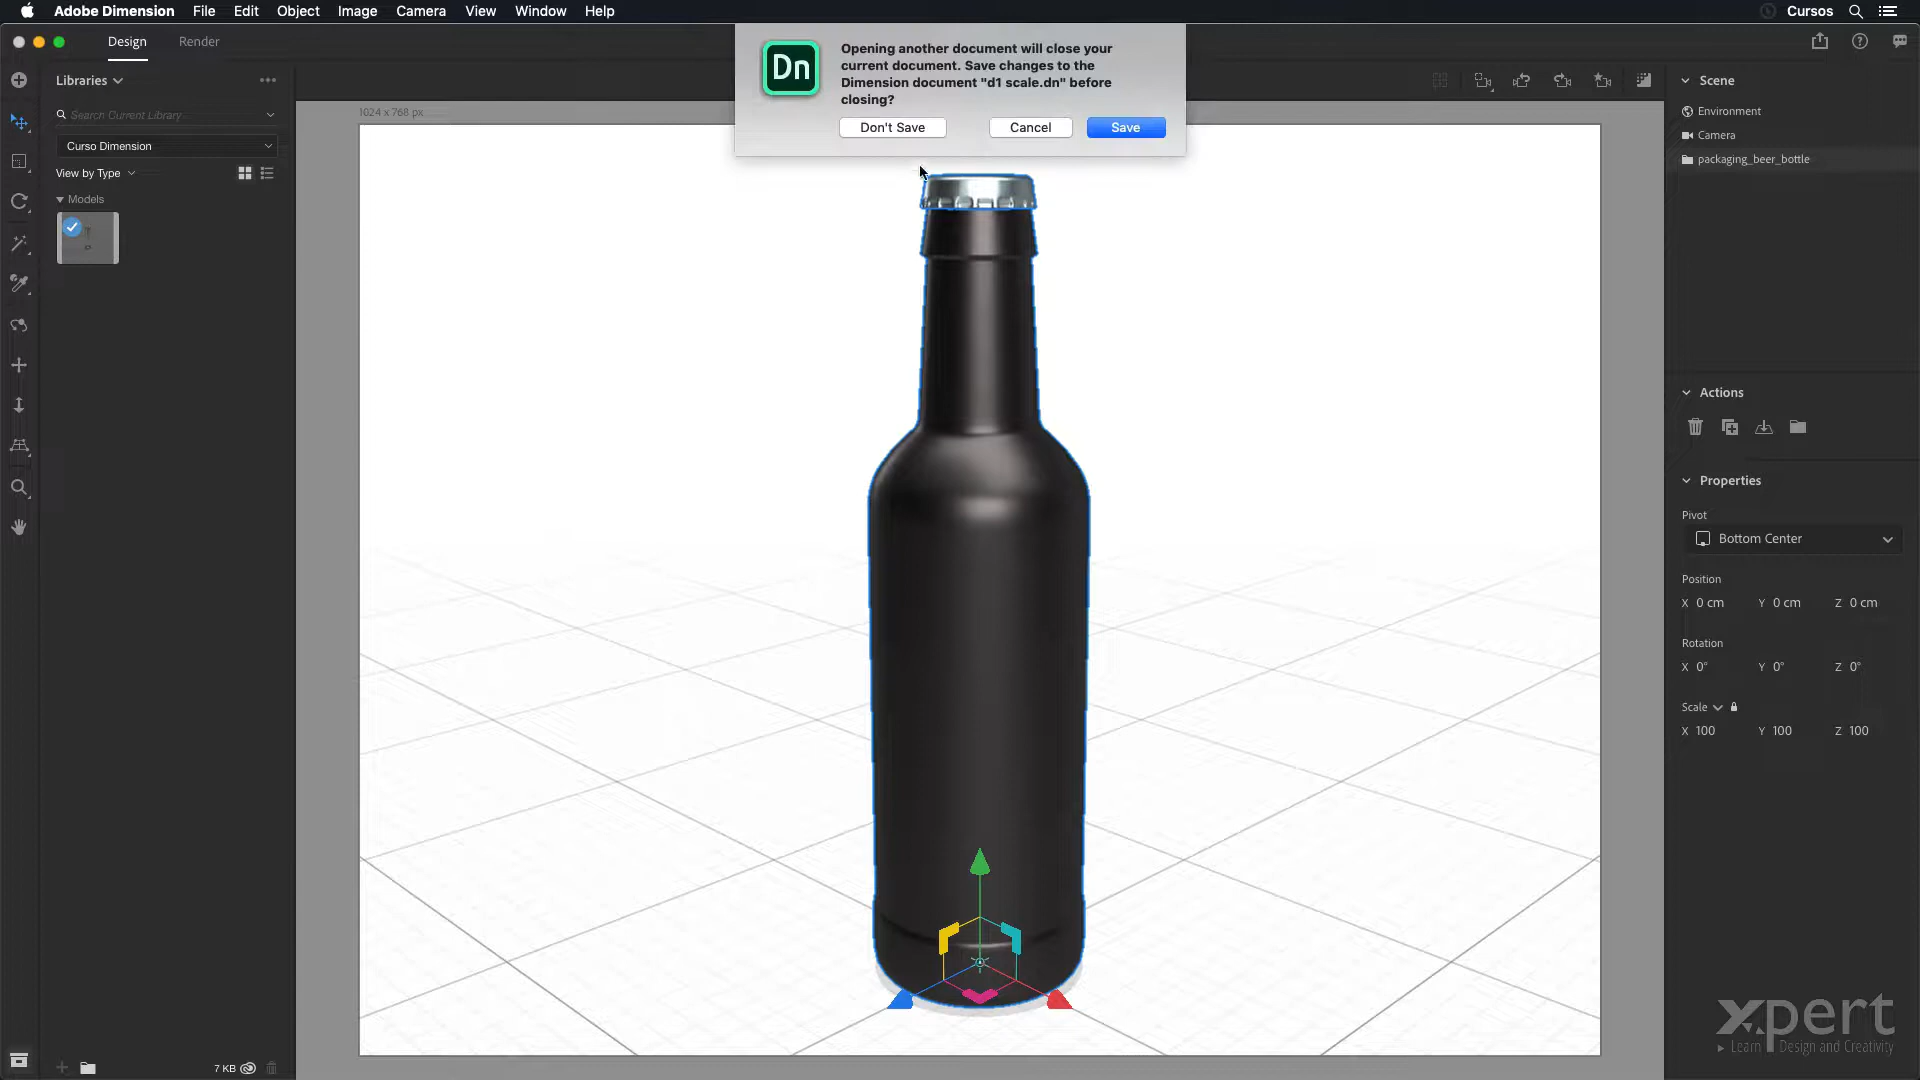 Adobe Dimension File Edit Object Image Camera View Window Help Cursos
Design Render
Dn
Opening another document will close your
current document. Save changes to the
Dimension document "d1 scale.dn" before
closing?
Don't Save Cancel Save
Libraries
Search Current Library...
Curso Dimension
View by Type
Models
1024 x 768 px
Scene
Environment
Camera
packaging_beer_bottle
Actions
Properties
Pivot
Bottom Center
Position
X 0 cm Y 0 cm Z 0 cm
Rotation
X 0° Y 0° Z 0°
Scale
X 100 Y 100 Z 100
7 KB
xpert
Learn Design and Creativity